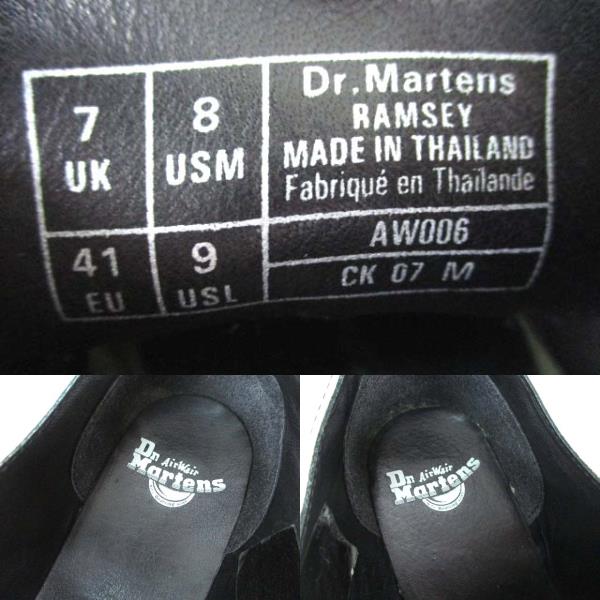 7
UK
8
USM
Dr.Martens
RAMSEY
MADE IN THAILAND
Fabriqué en Thaïlande
41
EU
9
USL
AW006
CK 07 M
Dr. AirWair
Martens
Dr. AirWair
Martens